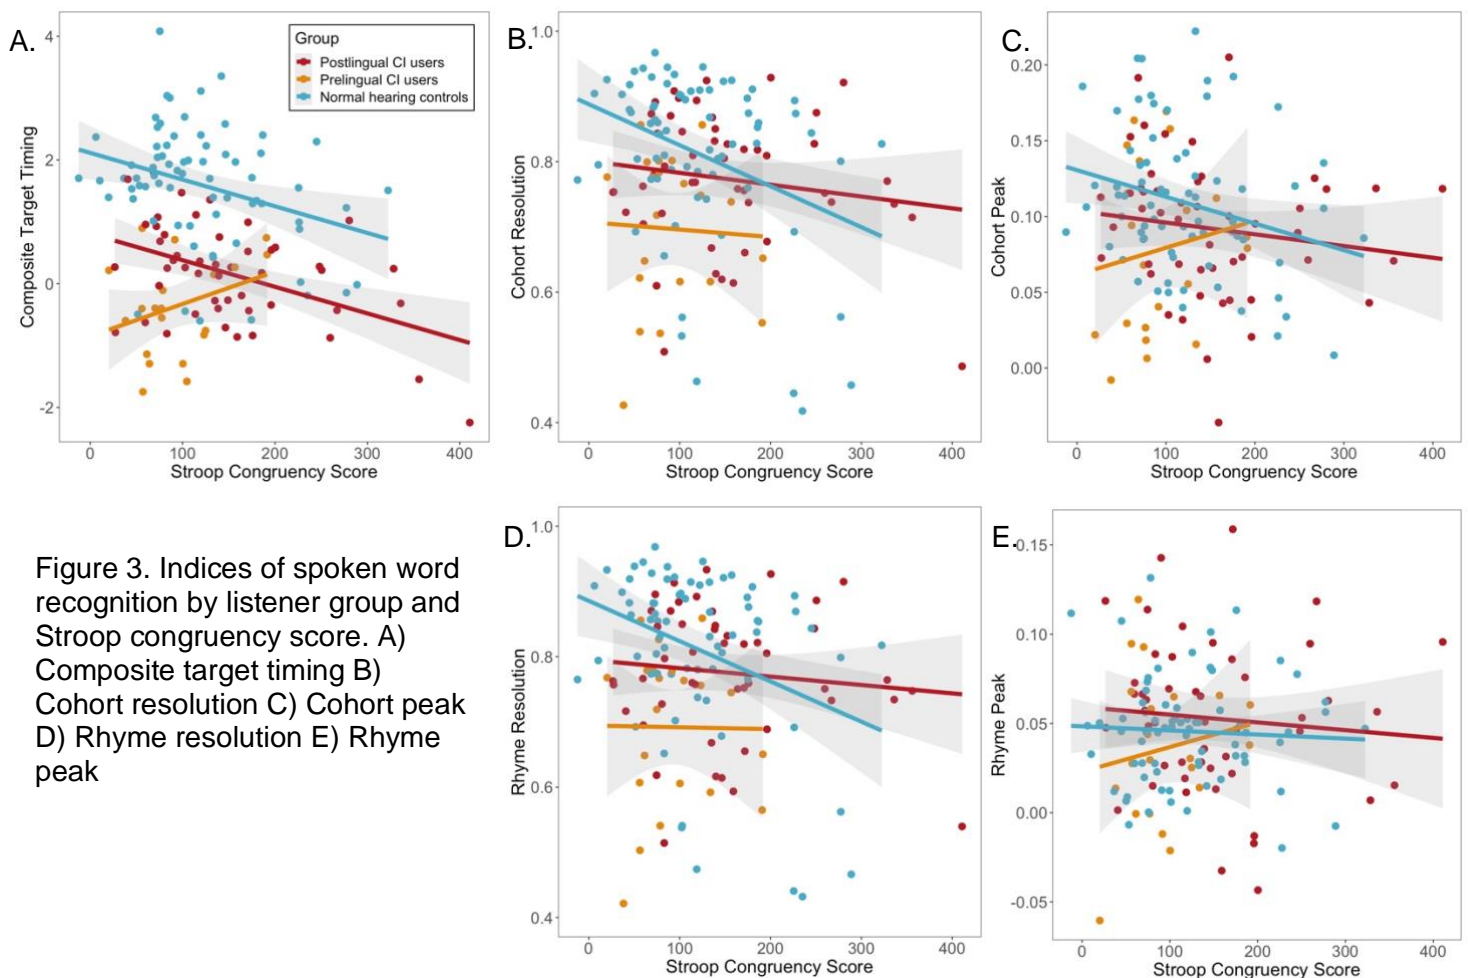 A.
4
2
0
-2
Composite Target Timing
0 100 200 300 400
Stroop Congruency Score
Group
Postlingual CI users
Prelingual CI users
Normal hearing controls
B.
1.0
0.8
0.6
0.4
Cohort Resolution
0 100 200 300 400
Stroop Congruency Score
C.
0.20
0.15
0.10
0.05
0.00
Cohort Peak
0 100 200 300 400
Stroop Congruency Score
Figure 3. Indices of spoken word
recognition by listener group and
Stroop congruency score. A)
Composite target timing B)
Cohort resolution C) Cohort peak
D) Rhyme resolution E) Rhyme
peak
D.
1.0
0.8
0.6
0.4
Rhyme Resolution
0 100 200 300 400
Stroop Congruency Score
E.
0.15
0.10
0.05
0.00
-0.05
Rhyme Peak
0 100 200 300 400
Stroop Congruency Score